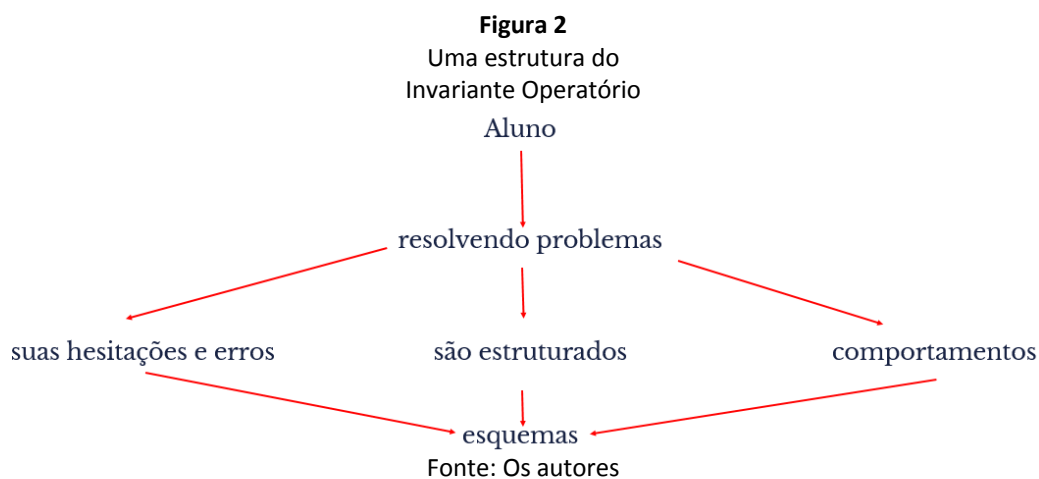 Figura 2
Uma estrutura do
Invariante Operatório
Aluno
resolvendo problemas
suas hesitações e erros
são estruturados
comportamentos
esquemas
Fonte: Os autores